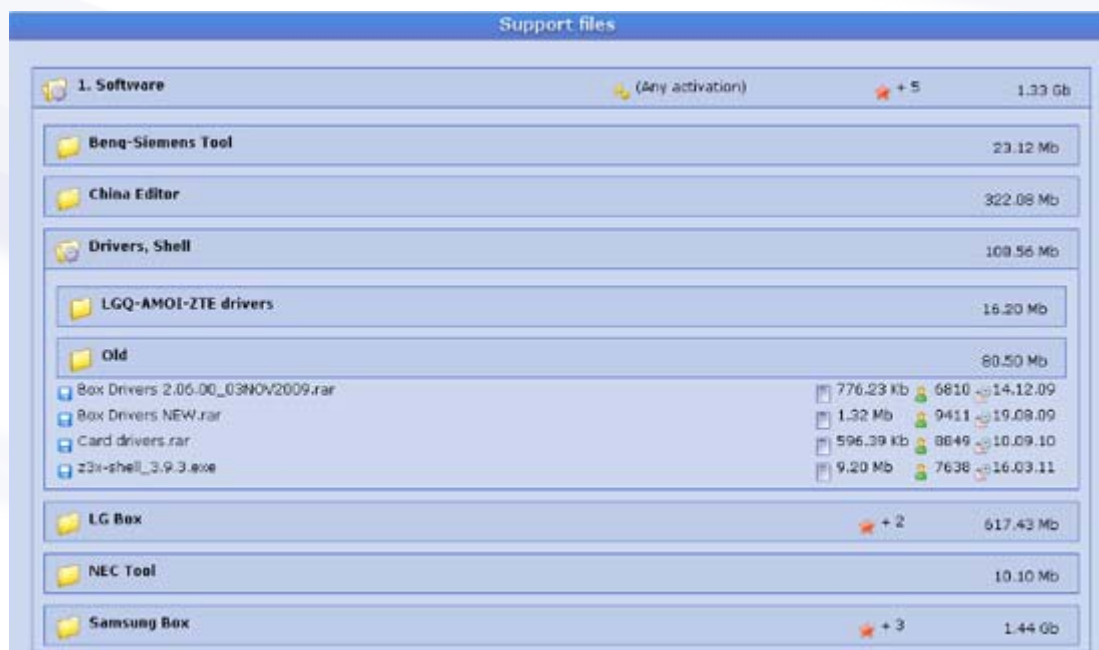 Support files
1. Software (Any activation) + 5 1.33 Gb
Benq-Siemens Tool 23.12 Mb
China Editor 322.08 Mb
Drivers, Shell 108.56 Mb
LGQ-AMOI-ZTE drivers 16.20 Mb
Old 80.50 Mb
Box Drivers 2.06.00_03NOV2009.rar 776.23 Kb 6810 14.12.09
Box Drivers NEW.rar 1.32 Mb 9411 19.08.09
Card drivers.rar 596.39 Kb 8849 10.09.10
z3x-shell_3.9.3.exe 9.20 Mb 7638 16.03.11
LG Box + 2 617.43 Mb
NEC Tool 10.10 Mb
Samsung Box + 3 1.44 Gb